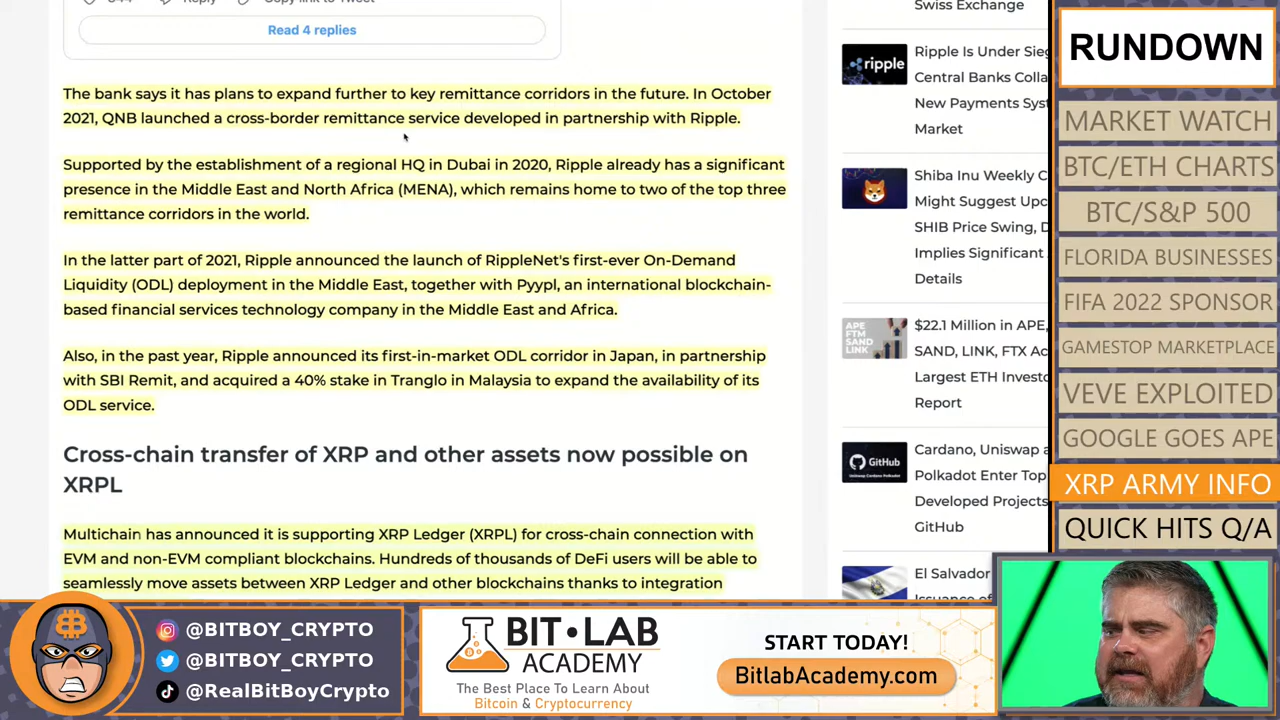 Reply
Copy link to Tweet
Read 4 replies
The bank says it has plans to expand further to key remittance corridors in the future. In October
2021, QNB launched a cross-border remittance service developed in partnership with Ripple.
Supported by the establishment of a regional HQ in Dubai in 2020, Ripple already has a significant
presence in the Middle East and North Africa (MENA), which remains home to two of the top three
remittance corridors in the world.
In the latter part of 2021, Ripple announced the launch of RippleNet's first-ever On-Demand
Liquidity (ODL) deployment in the Middle East, together with Pyypl, an international blockchain-
based financial services technology company in the Middle East and Africa.
Also, in the past year, Ripple announced its first-in-market ODL corridor in Japan, in partnership
with SBI Remit, and acquired a 40% stake in Tranglo in Malaysia to expand the availability of its
ODL service.
Cross-chain transfer of XRP and other assets now possible on
XRPL
Multichain has announced it is supporting XRP Ledger (XRPL) for cross-chain connection with
EVM and non-EVM compliant blockchains. Hundreds of thousands of DeFi users will be able to
seamlessly move assets between XRP Ledger and other blockchains thanks to integration
Swiss Exchange
ripple
Ripple Is Under Sie
Central Banks Colla
New Payments Sys
Market
Shiba Inu Weekly C
Might Suggest Upc
SHIB Price Swing, D
Implies Significant
Details
APE
FTM
SAND
LINK
$22.1 Million in APE,
SAND, LINK, FTX Ac
Largest ETH Investo
Report
GitHub
Uniswap Cardano Polkadot
Cardano, Uniswap a
Polkadot Enter Top
Developed Projects
GitHub
El Salvador
RUNDOWN
MARKET WATCH
BTC/ETH CHARTS
BTC/S&P 500
FLORIDA BUSINESSES
FIFA 2022 SPONSOR
GAMESTOP MARKETPLACE
VEVE EXPLOITED
GOOGLE GOES APE
XRP ARMY INFO
QUICK HITS Q/A
@BITBOY_CRYPTO
@BITBOY_CRYPTO
@RealBitBoyCrypto
BIT•LAB
ACADEMY
The Best Place To Learn About
Bitcoin & Cryptocurrency
START TODAY!
BitlabAcademy.com